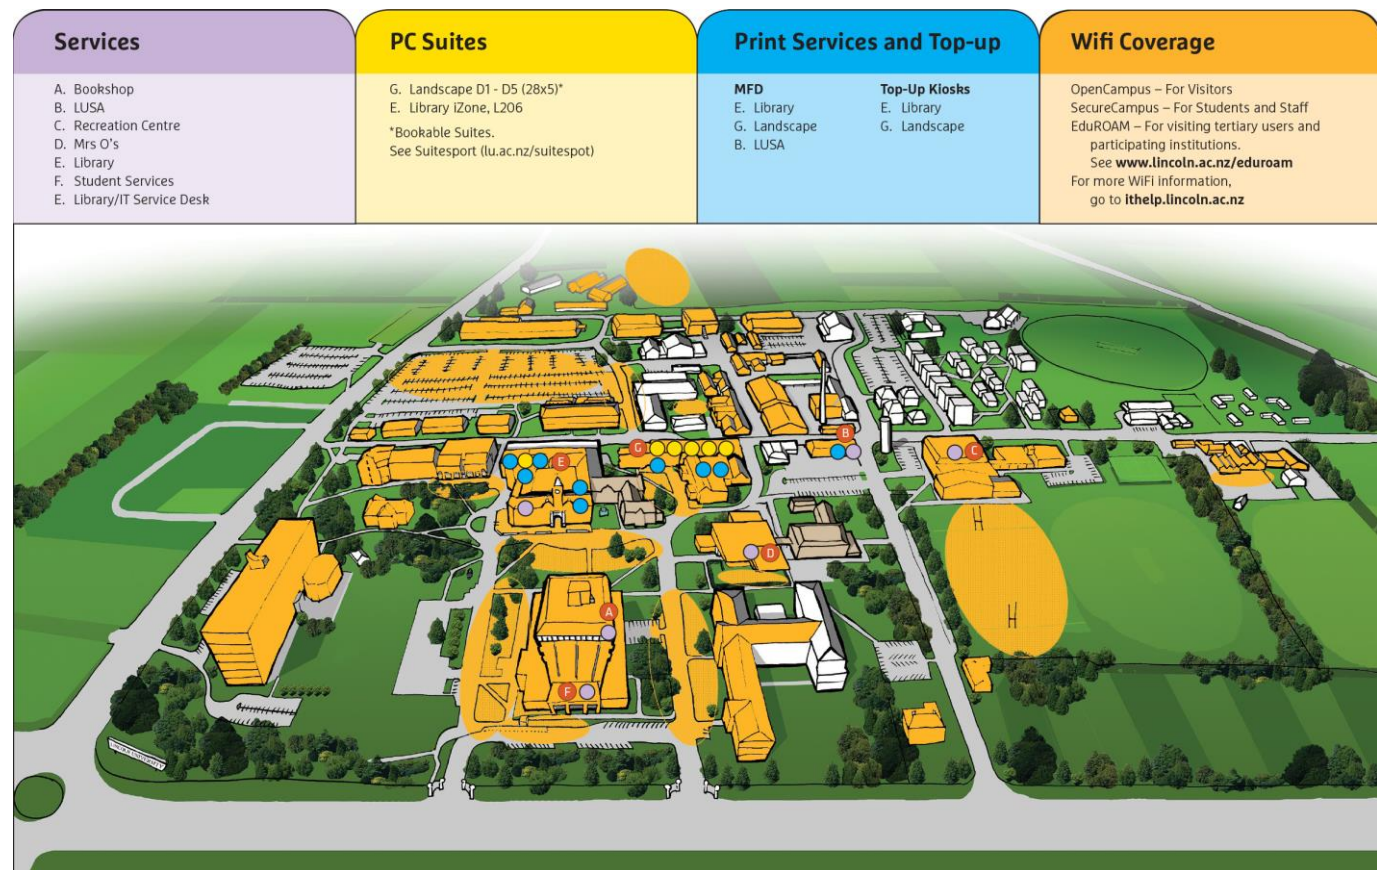 Services
A. Bookshop
B. LUSA
C. Recreation Centre
D. Mrs O's
E. Library
F. Student Services
E. Library/IT Service Desk
PC Suites
G. Landscape D1 - D5 (28x5)*
E. Library iZone, L206
*Bookable Suites.
See Suitesport (lu.ac.nz/suitespot)
Print Services and Top-up
MFD
E. Library
G. Landscape
B. LUSA
Top-Up Kiosks
E. Library
G. Landscape
Wifi Coverage
OpenCampus – For Visitors
SecureCampus – For Students and Staff
EduROAM – For visiting tertiary users and
participating institutions.
See www.lincoln.ac.nz/eduroam
For more WiFi information,
go to ithelp.lincoln.ac.nz
B
G
E
C
D
A
F
LINCOLN UNIVERSITY